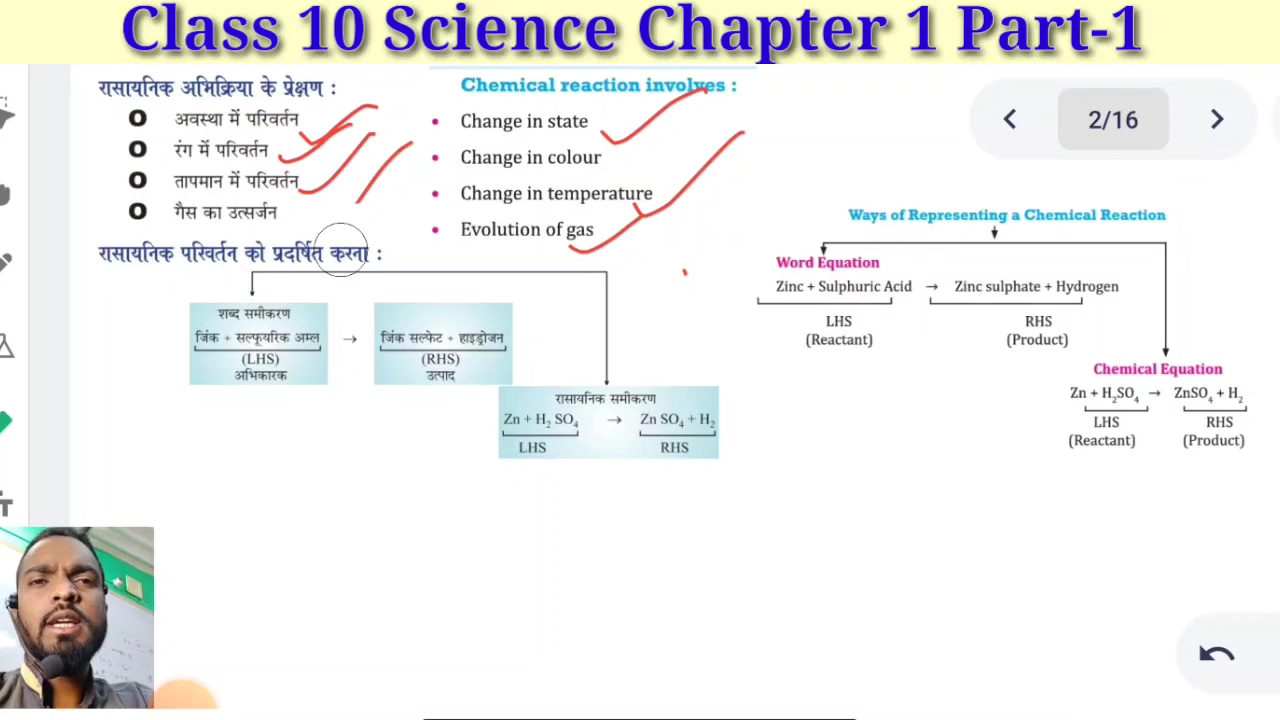 Class 10 Science Chapter 1 Part-1
रासायनिक अभिक्रिया के प्रेक्षण :
O अवस्था में परिवर्तन
O रंग में परिवर्तन
O तापमान में परिवर्तन
O गैस का उत्सर्जन
Chemical reaction involves :
• Change in state
• Change in colour
• Change in temperature
• Evolution of gas
2/16
रासायनिक परिवर्तन को प्रदर्षित करना :
शब्द समीकरण
जिंक + सल्फूयरिक अम्ल → जिंक सल्फेट + हाइड्रोजन
(LHS) (RHS)
अभिकारक उत्पाद
रासायनिक समीकरण
Zn + H₂ SO₄ → Zn SO₄ + H₂
LHS RHS
Ways of Representing a Chemical Reaction
Word Equation
Zinc + Sulphuric Acid → Zinc sulphate + Hydrogen
LHS RHS
(Reactant) (Product)
Chemical Equation
Zn + H₂SO₄ → ZnSO₄ + H₂
LHS RHS
(Reactant) (Product)